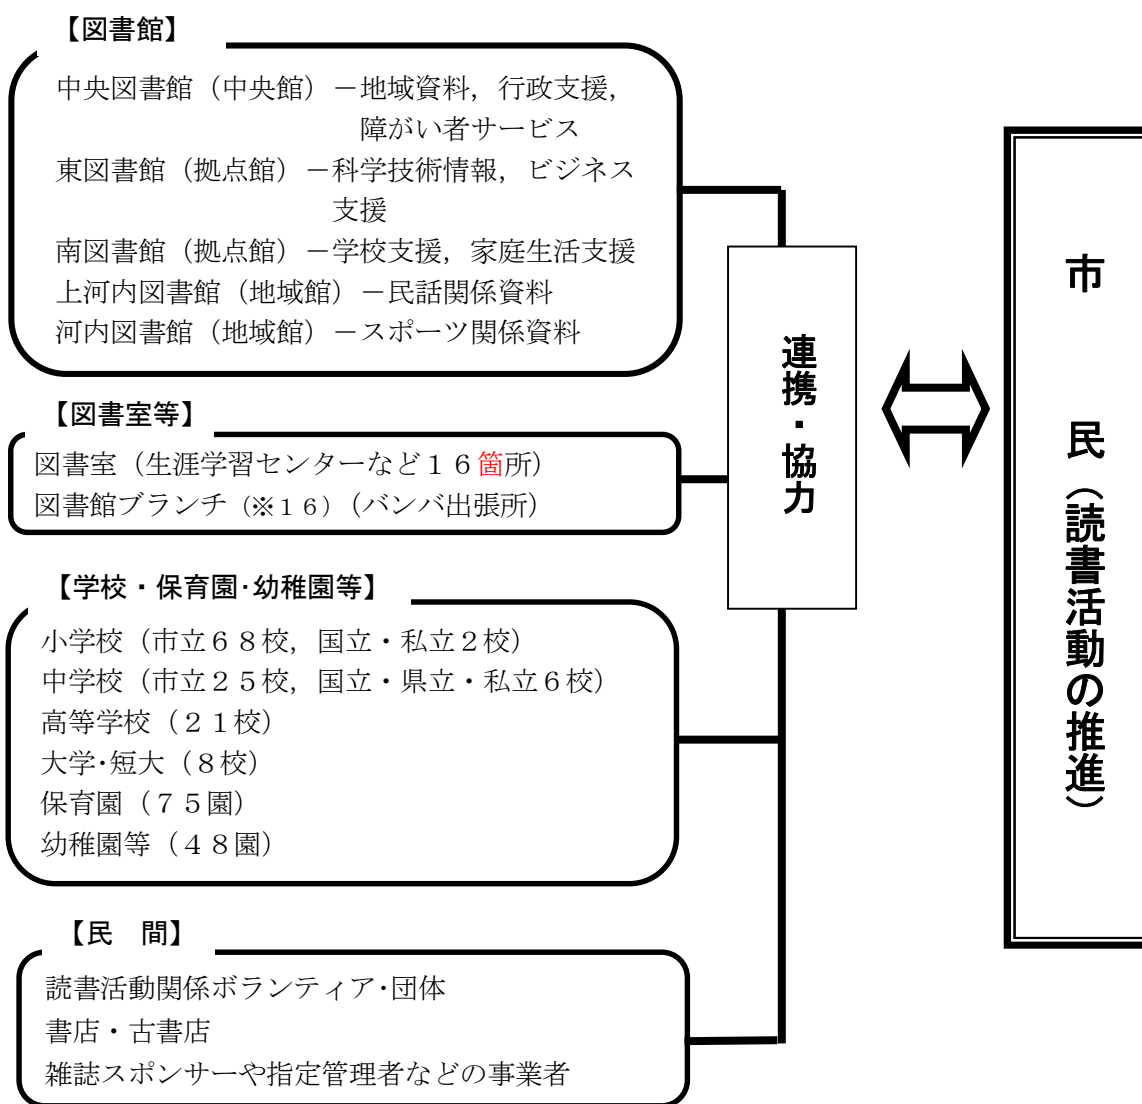 【図書館】
中央図書館（中央館）－地域資料，行政支援，
障がい者サービス
東図書館（拠点館）－科学技術情報，ビジネス
支援
南図書館（拠点館）－学校支援，家庭生活支援
上河内図書館（地域館）－民話関係資料
河内図書館（地域館）－スポーツ関係資料
【図書室等】
図書室（生涯学習センターなど１６箇所）
図書館ブランチ（※１６）（バンバ出張所）
【学校・保育園･幼稚園等】
小学校（市立６８校，国立・私立２校）
中学校（市立２５校，国立・県立・私立６校）
高等学校（２１校）
大学･短大（８校）
保育園（７５園）
幼稚園等（４８園）
【民　間】
読書活動関係ボランティア･団体
書店・古書店
雑誌スポンサーや指定管理者などの事業者
連携・協力
市　民（読書活動の推進）